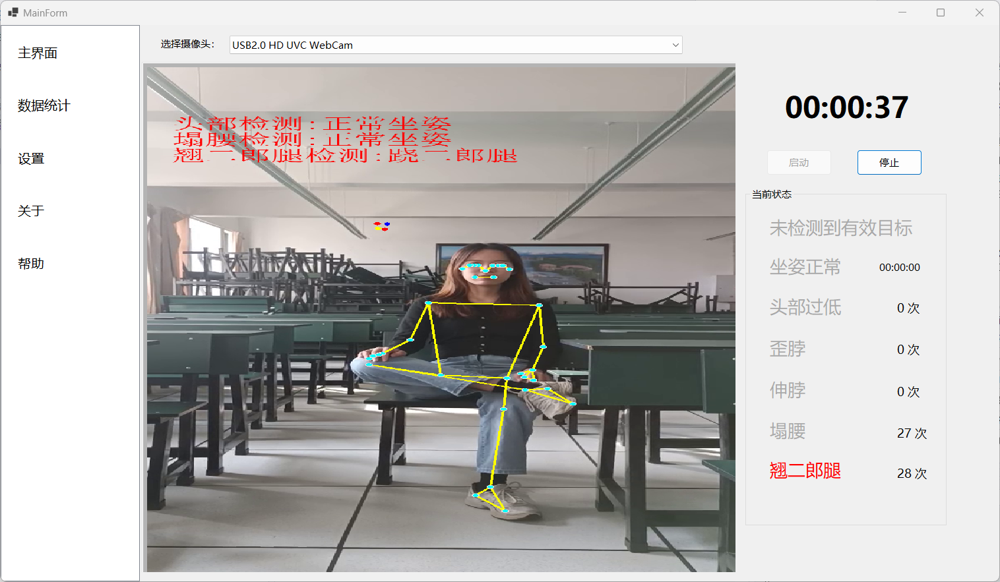 MainForm
主界面
数据统计
设置
关于
帮助
选择摄像头：
USB2.0 HD UVC WebCam
头部检测:正常坐姿
塌腰检测:正常坐姿
翘二郎腿检测:跷二郎腿
00:00:37
启动
停止
当前状态
未检测到有效目标
坐姿正常 00:00:00
头部过低 0 次
歪脖 0 次
伸脖 0 次
塌腰 27 次
翘二郎腿 28 次